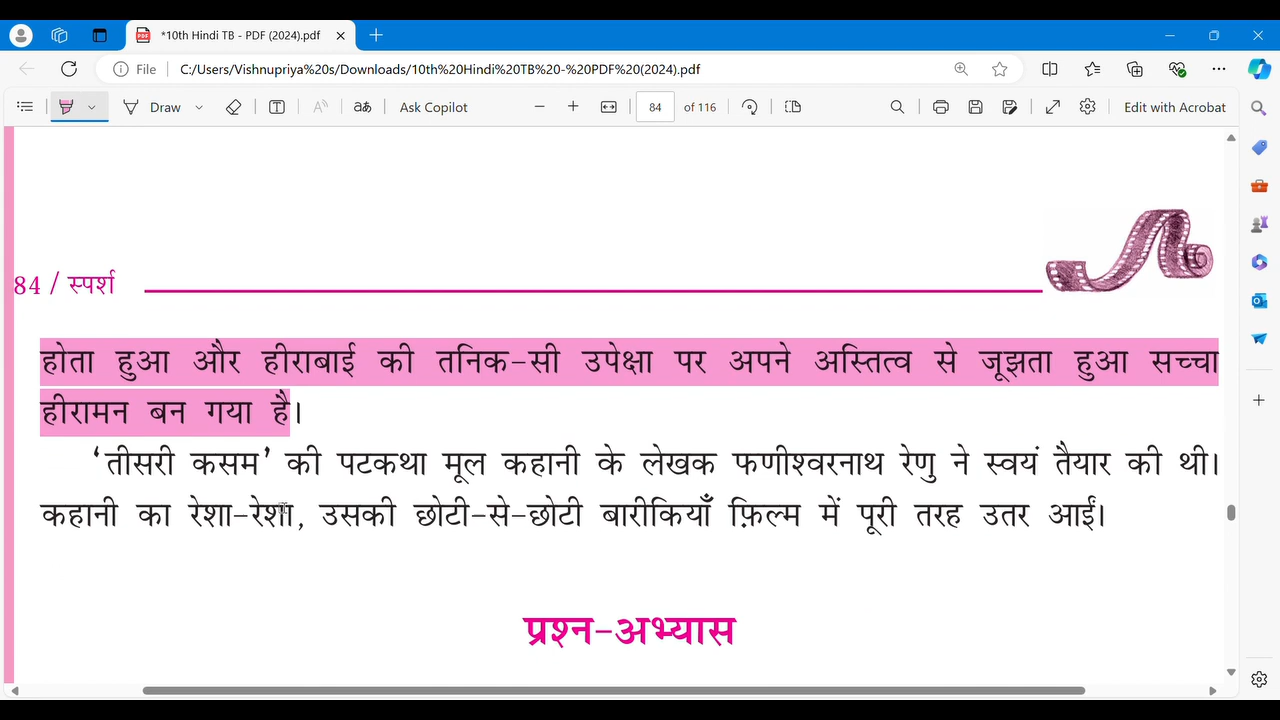 *10th Hindi TB - PDF (2024).pdf
File C:/Users/Vishnupriya%20s/Downloads/10th%20Hindi%20TB%20-%20PDF%20(2024).pdf
Draw aあ Ask Copilot 84 of 116 Edit with Acrobat
84 / स्पर्श
होता हुआ और हीराबाई की तनिक-सी उपेक्षा पर अपने अस्तित्व से जूझता हुआ सच्चा
हीरामन बन गया है।
‘तीसरी कसम’ की पटकथा मूल कहानी के लेखक फणीश्वरनाथ रेणु ने स्वयं तैयार की थी।
कहानी का रेशा-रेशा, उसकी छोटी-से-छोटी बारीकियाँ फ़िल्म में पूरी तरह उतर आईं।
प्रश्न-अभ्यास